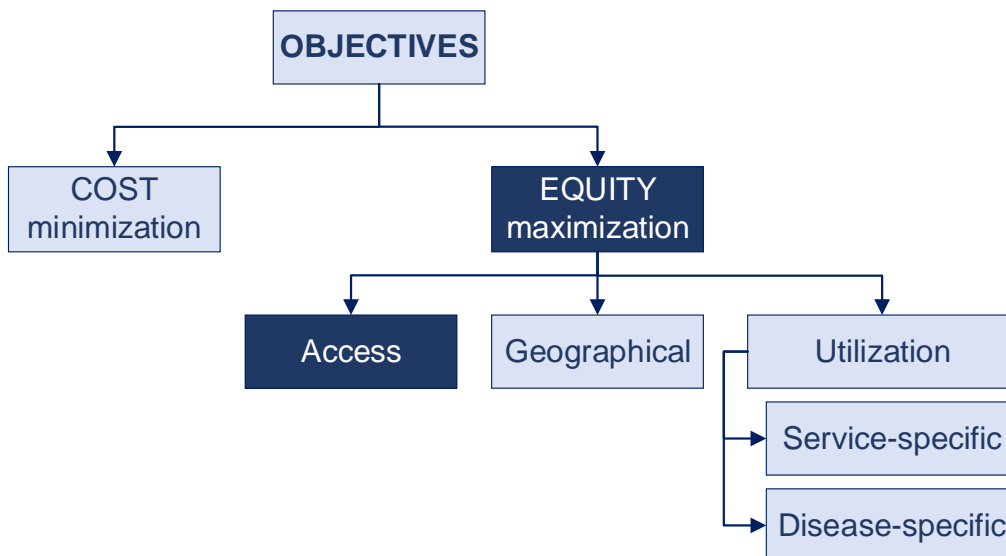 OBJECTIVES
COST
minimization
EQUITY
maximization
Access
Geographical
Utilization
Service-specific
Disease-specific